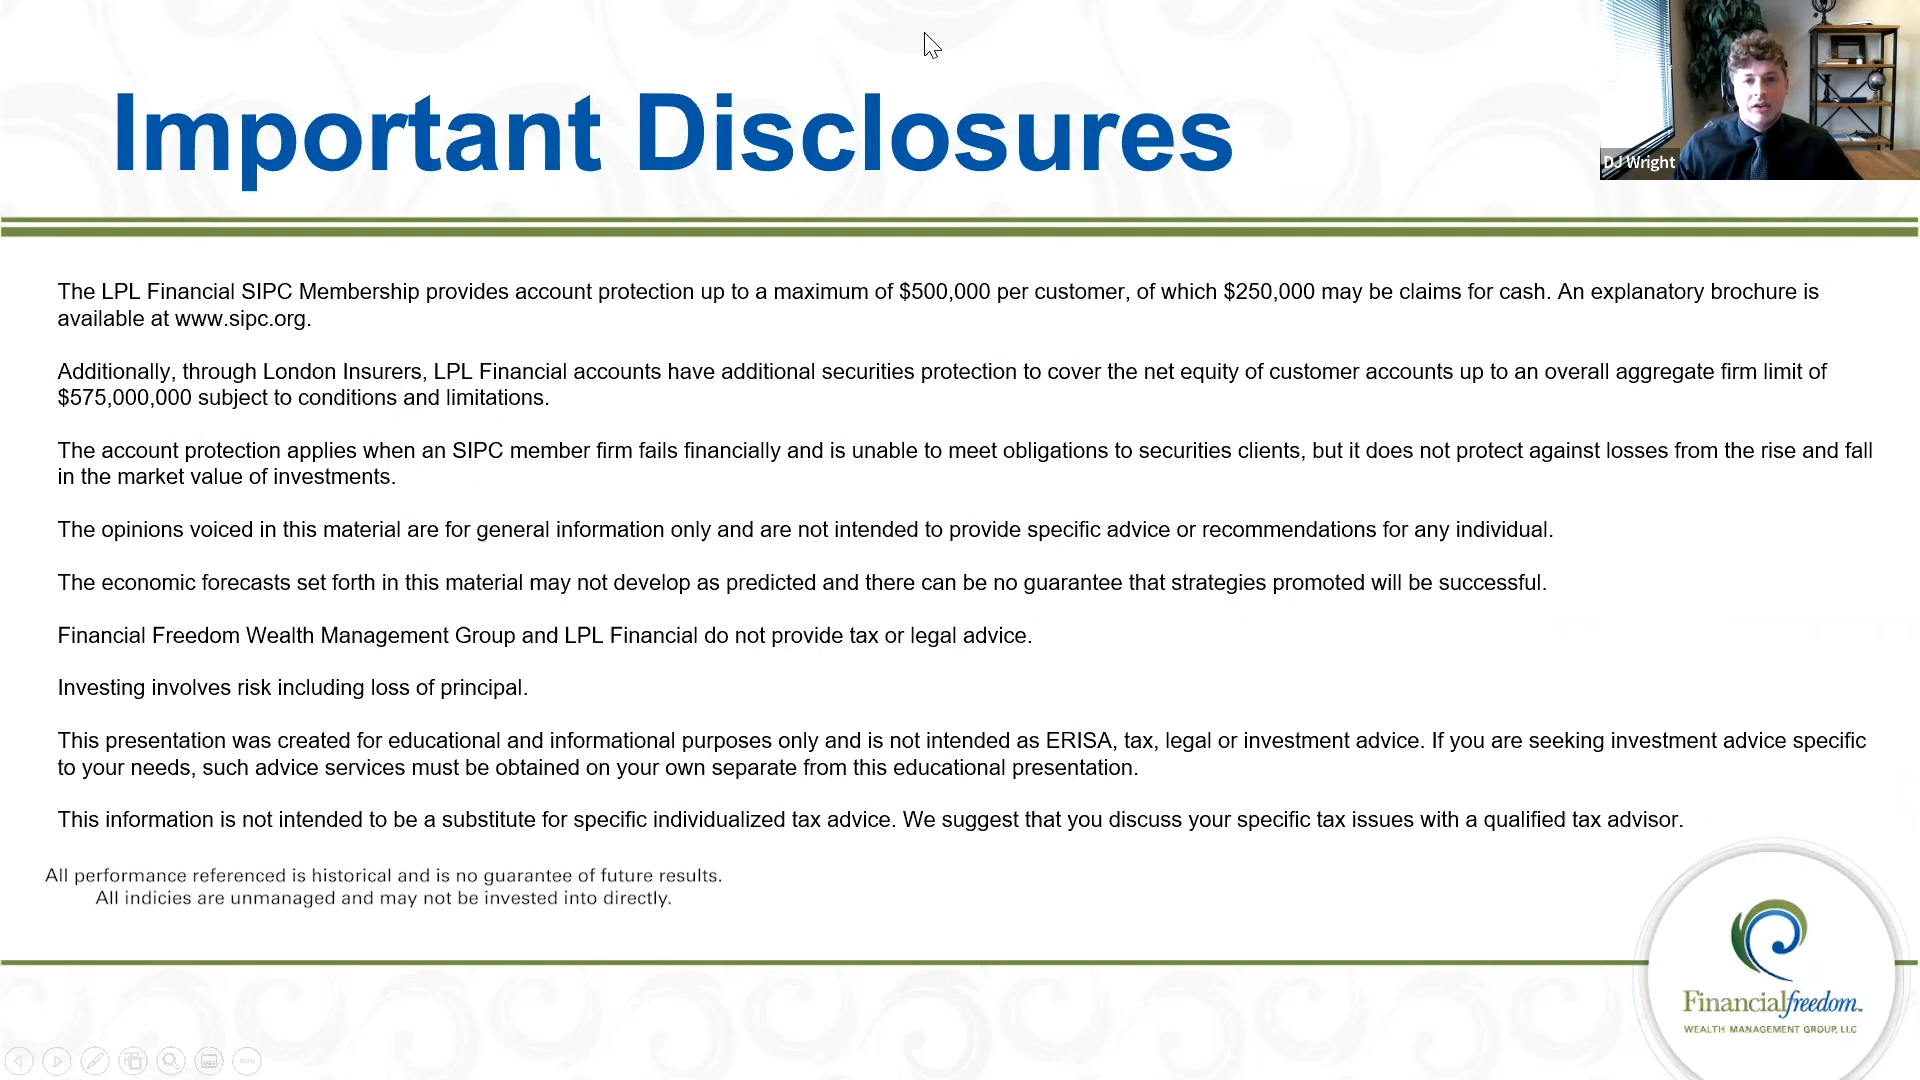 Important Disclosures
DJ Wright
The LPL Financial SIPC Membership provides account protection up to a maximum of $500,000 per customer, of which $250,000 may be claims for cash. An explanatory brochure is
available at www.sipc.org.
Additionally, through London Insurers, LPL Financial accounts have additional securities protection to cover the net equity of customer accounts up to an overall aggregate firm limit of
$575,000,000 subject to conditions and limitations.
The account protection applies when an SIPC member firm fails financially and is unable to meet obligations to securities clients, but it does not protect against losses from the rise and fall
in the market value of investments.
The opinions voiced in this material are for general information only and are not intended to provide specific advice or recommendations for any individual.
The economic forecasts set forth in this material may not develop as predicted and there can be no guarantee that strategies promoted will be successful.
Financial Freedom Wealth Management Group and LPL Financial do not provide tax or legal advice.
Investing involves risk including loss of principal.
This presentation was created for educational and informational purposes only and is not intended as ERISA, tax, legal or investment advice. If you are seeking investment advice specific
to your needs, such advice services must be obtained on your own separate from this educational presentation.
This information is not intended to be a substitute for specific individualized tax advice. We suggest that you discuss your specific tax issues with a qualified tax advisor.
All performance referenced is historical and is no guarantee of future results.
All indicies are unmanaged and may not be invested into directly.
Financialfreedom
WEALTH MANAGEMENT GROUP, LLC